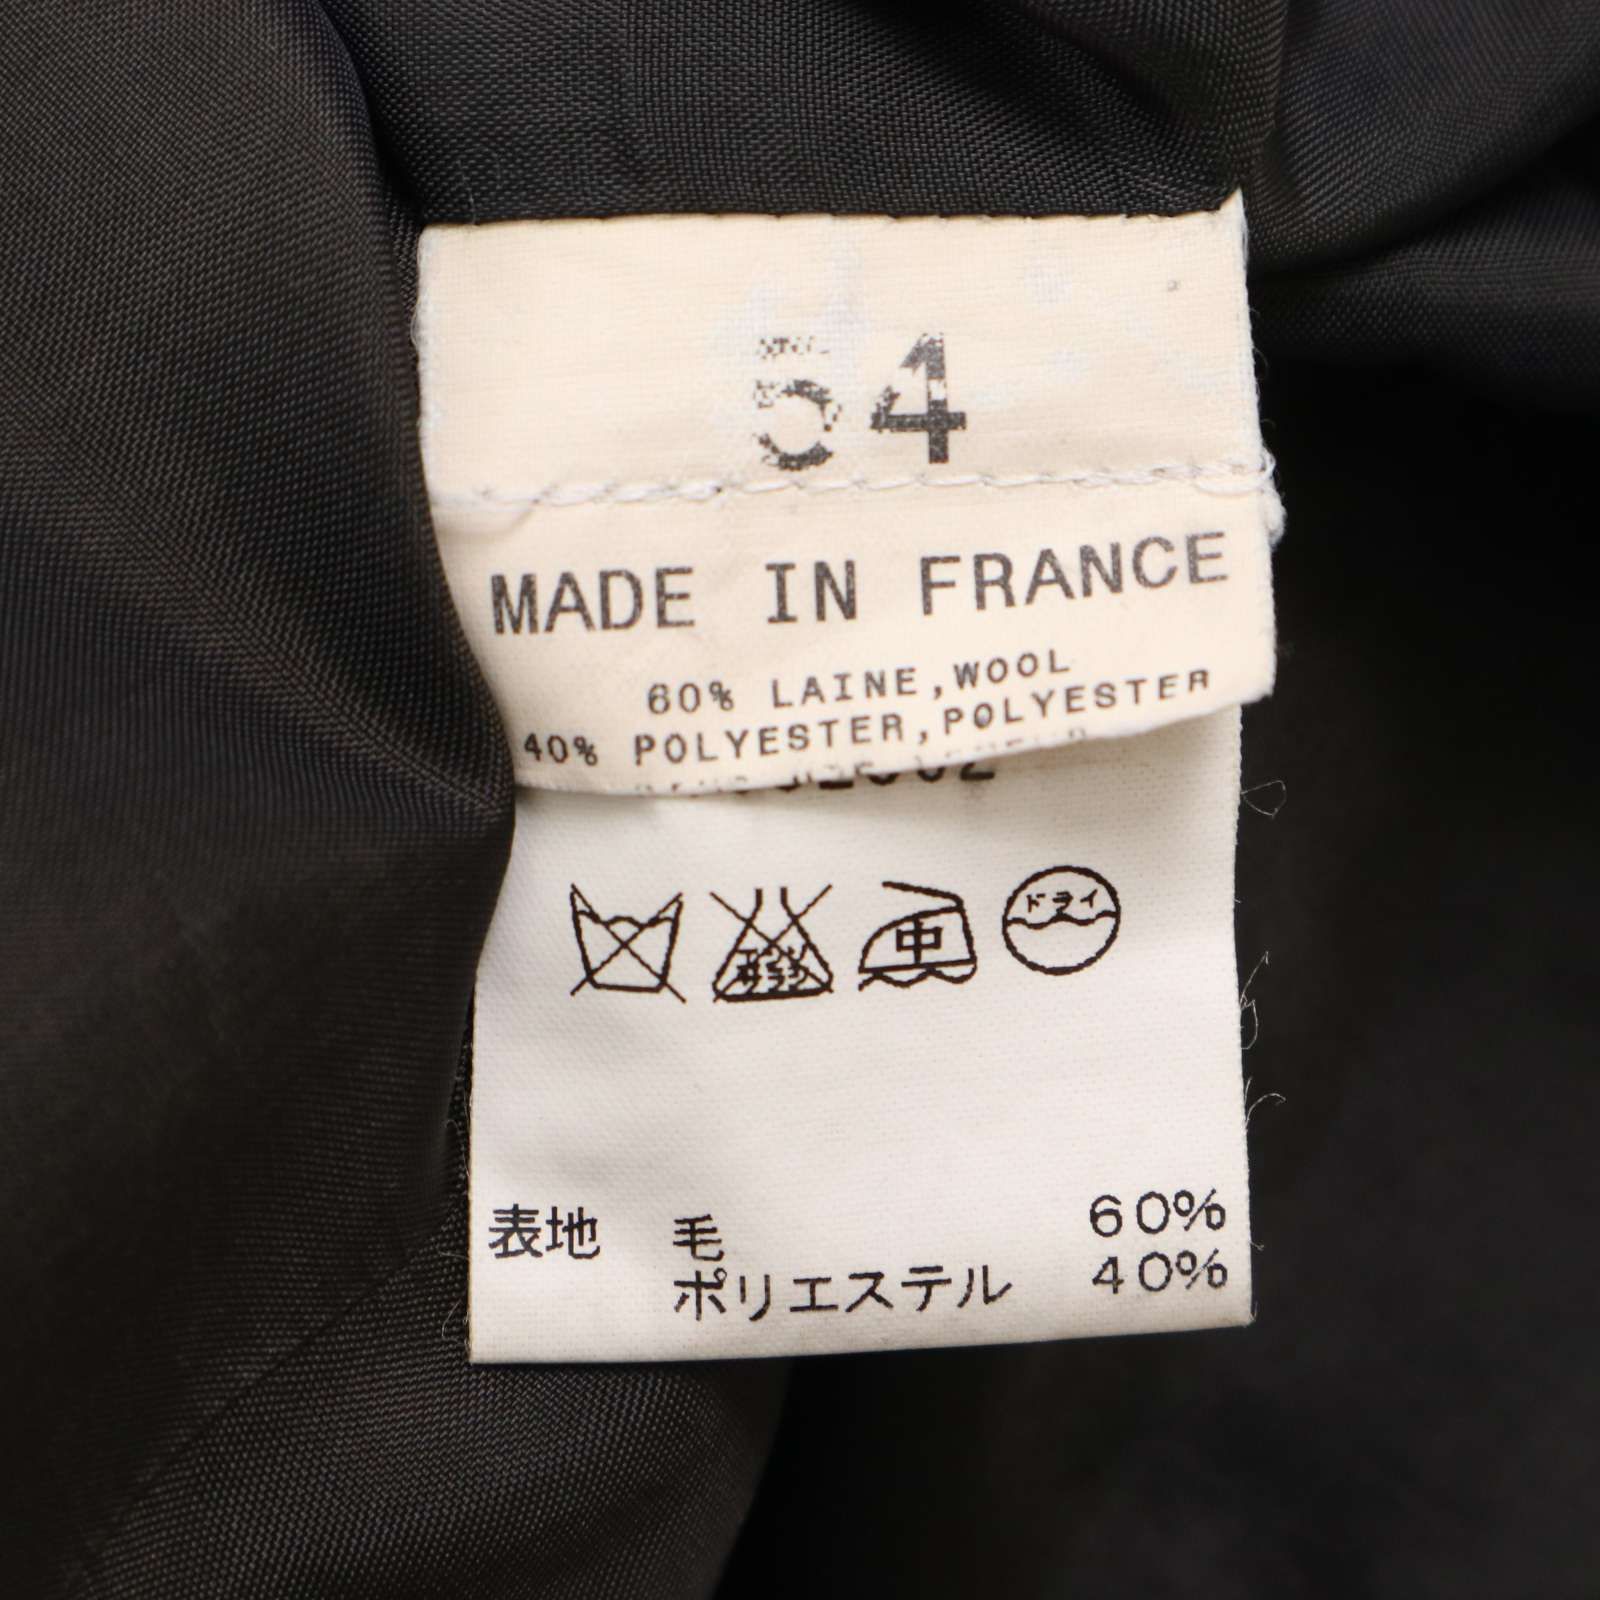 54
MADE IN FRANCE
60% LAINE,WOOL
40% POLYESTER,POLYESTER
中
ドライ
表地 毛 60%
ポリエステル 40%